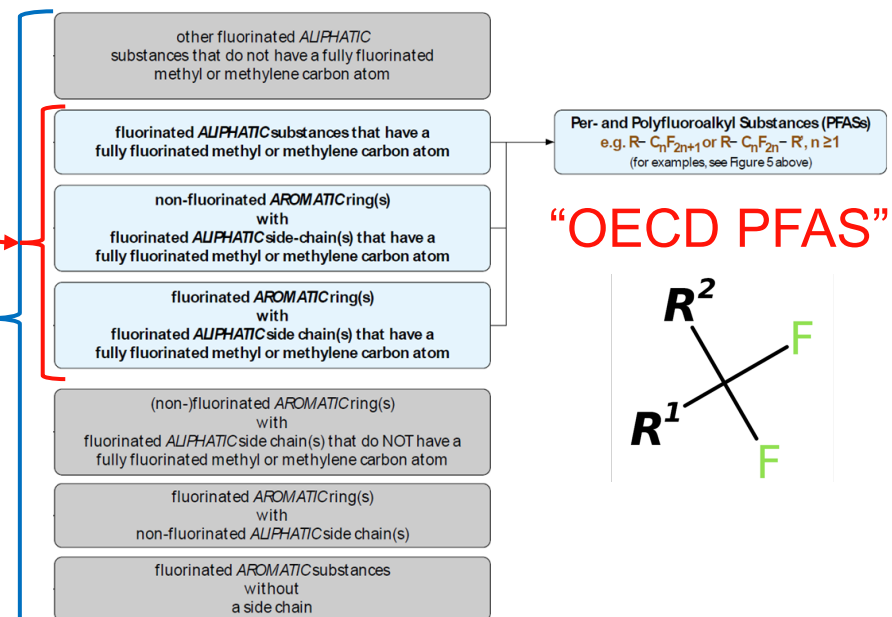 other fluorinated ALIPHATIC
substances that do not have a fully fluorinated
methyl or methylene carbon atom
fluorinated ALIPHATIC substances that have a
fully fluorinated methyl or methylene carbon atom
non-fluorinated AROMATIC ring(s)
with
fluorinated ALIPHATIC side-chain(s) that have a
fully fluorinated methyl or methylene carbon atom
fluorinated AROMATIC ring(s)
with
fluorinated ALIPHATIC side chain(s) that have a
fully fluorinated methyl or methylene carbon atom
(non-)fluorinated AROMATIC ring(s)
with
fluorinated ALIPHATIC side chain(s) that do NOT have a
fully fluorinated methyl or methylene carbon atom
fluorinated AROMATIC ring(s)
with
non-fluorinated ALIPHATIC side chain(s)
fluorinated AROMATIC substances
without
a side chain
Per- and Polyfluoroalkyl Substances (PFASs)
e.g. R– CnF2n+1 or R– CnF2n– R', n ≥1
(for examples, see Figure 5 above)
“OECD PFAS”
R²
F
R¹
F